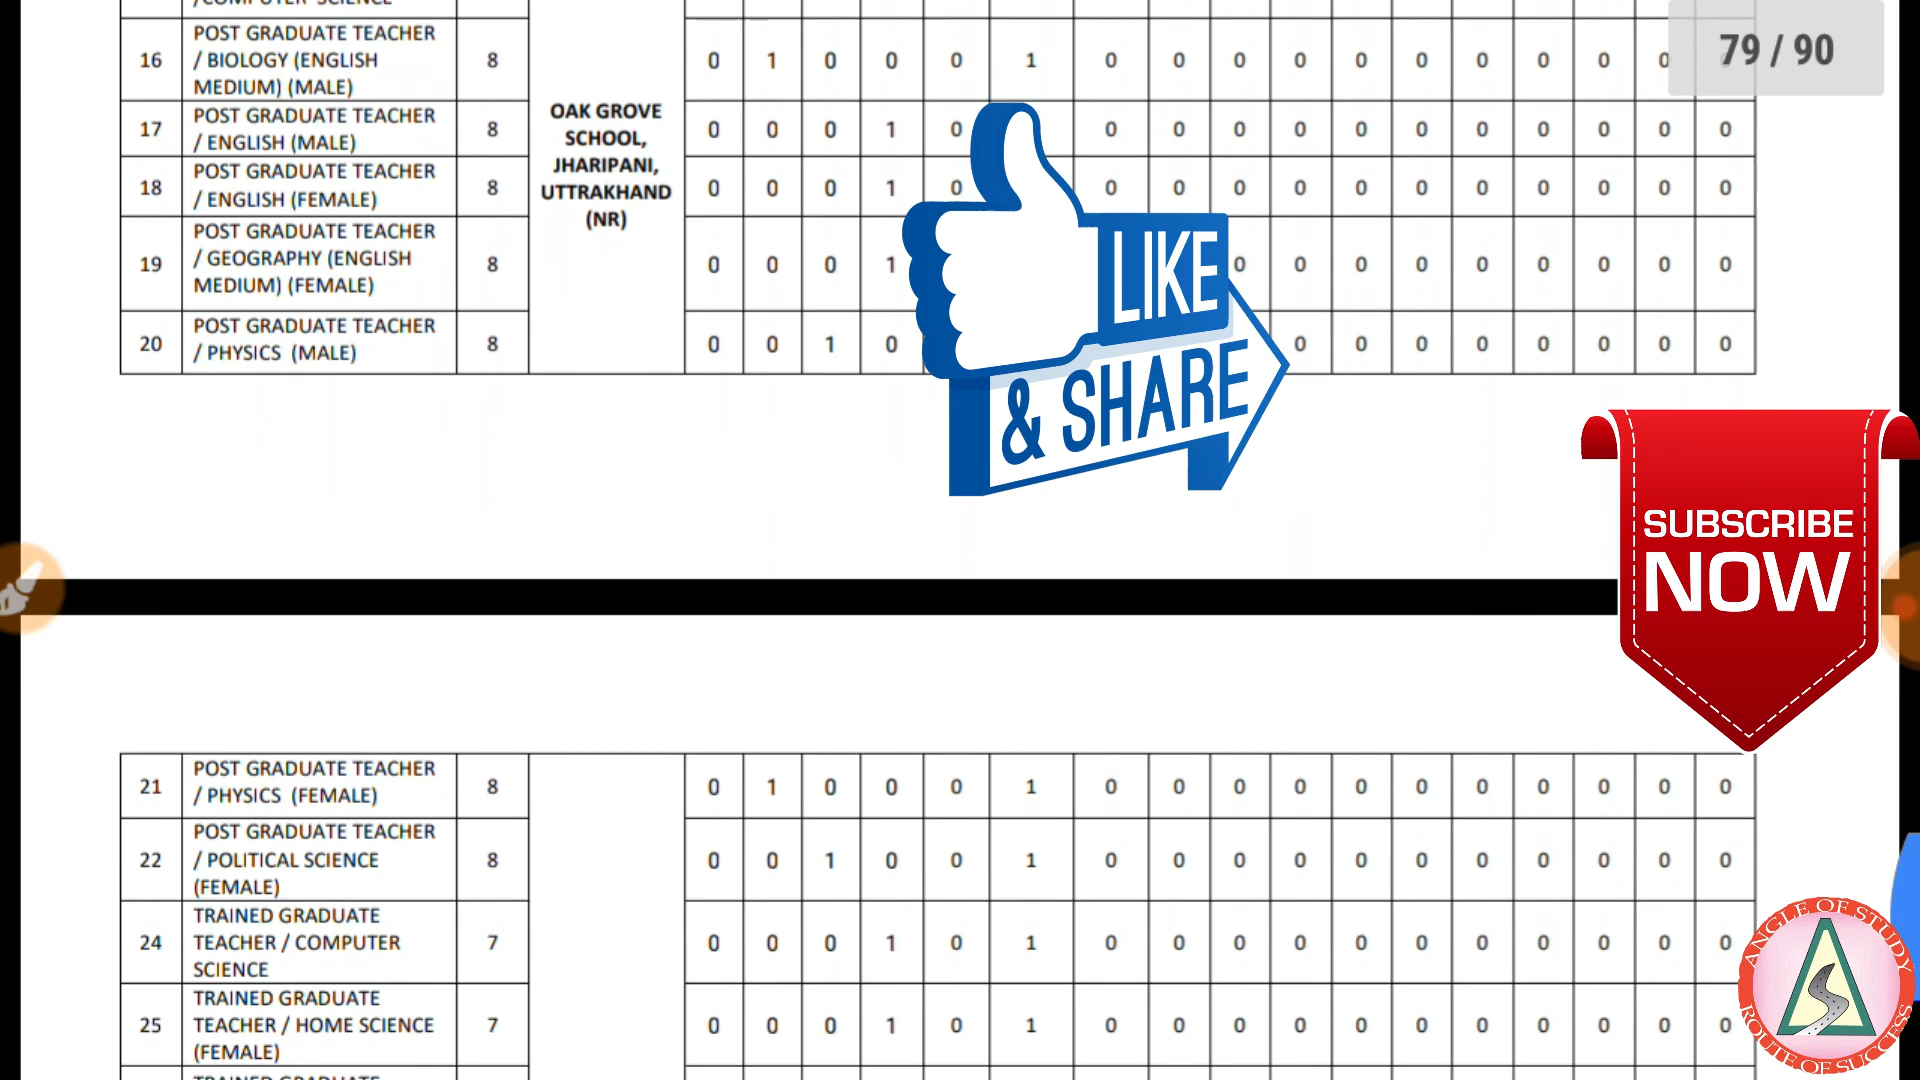 /COMPUTER SCIENCE
16 POST GRADUATE TEACHER / BIOLOGY (ENGLISH MEDIUM) (MALE) 8 0 1 0 0 0 1 0 0 0 0 0 0 0 0 0 0
79 / 90
OAK GROVE
SCHOOL,
JHARIPANI,
UTTRAKHAND
(NR)
17 POST GRADUATE TEACHER / ENGLISH (MALE) 8 0 0 0 1 0 0 0 0 0 0 0 0 0 0 0 0
18 POST GRADUATE TEACHER / ENGLISH (FEMALE) 8 0 0 0 1 0 0 0 0 0 0 0 0 0 0 0 0
19 POST GRADUATE TEACHER / GEOGRAPHY (ENGLISH MEDIUM) (FEMALE) 8 0 0 0 1 0 0 0 0 0 0 0 0 0
20 POST GRADUATE TEACHER / PHYSICS (MALE) 8 0 0 1 0 0 0 0 0 0 0 0 0
LIKE
& SHARE
SUBSCRIBE
NOW
21 POST GRADUATE TEACHER / PHYSICS (FEMALE) 8 0 1 0 0 0 1 0 0 0 0 0 0 0 0 0 0 0
22 POST GRADUATE TEACHER / POLITICAL SCIENCE (FEMALE) 8 0 0 1 0 0 1 0 0 0 0 0 0 0 0 0 0 0
24 TRAINED GRADUATE TEACHER / COMPUTER SCIENCE 7 0 0 0 1 0 1 0 0 0 0 0 0 0 0 0 0 0
25 TRAINED GRADUATE TEACHER / HOME SCIENCE (FEMALE) 7 0 0 0 1 0 1 0 0 0 0 0 0 0 0 0 0 0
TRAINED GRADUATE
ANGLE OF STUDY
ROUTE OF SUCCESS